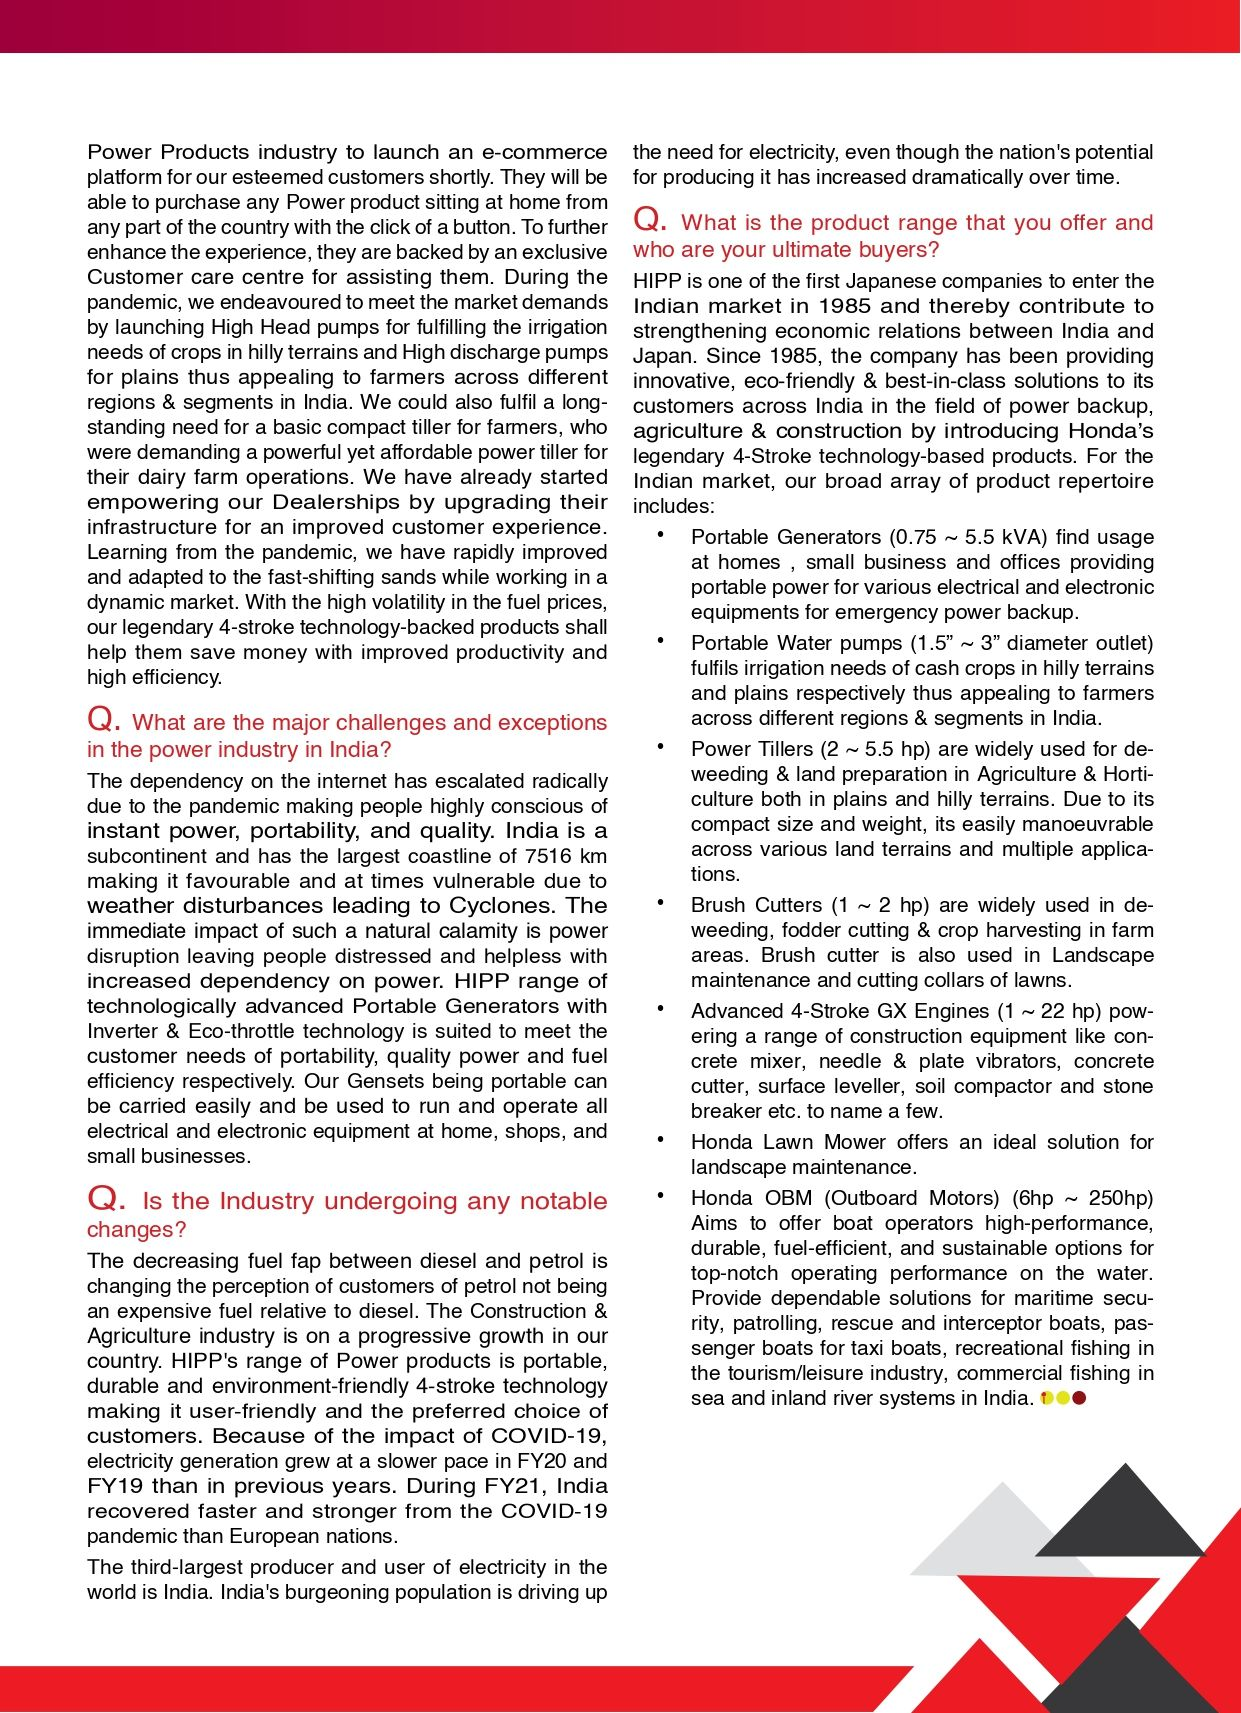 Power Products industry to launch an e-commerce
platform for our esteemed customers shortly. They will be
able to purchase any Power product sitting at home from
any part of the country with the click of a button. To further
enhance the experience, they are backed by an exclusive
Customer care centre for assisting them. During the
pandemic, we endeavoured to meet the market demands
by launching High Head pumps for fulfilling the irrigation
needs of crops in hilly terrains and High discharge pumps
for plains thus appealing to farmers across different
regions & segments in India. We could also fulfil a long-
standing need for a basic compact tiller for farmers, who
were demanding a powerful yet affordable power tiller for
their dairy farm operations. We have already started
empowering our Dealerships by upgrading their
infrastructure for an improved customer experience.
Learning from the pandemic, we have rapidly improved
and adapted to the fast-shifting sands while working in a
dynamic market. With the high volatility in the fuel prices,
our legendary 4-stroke technology-backed products shall
help them save money with improved productivity and
high efficiency.
Q. What are the major challenges and exceptions
in the power industry in India?
The dependency on the internet has escalated radically
due to the pandemic making people highly conscious of
instant power, portability, and quality. India is a
subcontinent and has the largest coastline of 7516 km
making it favourable and at times vulnerable due to
weather disturbances leading to Cyclones. The
immediate impact of such a natural calamity is power
disruption leaving people distressed and helpless with
increased dependency on power. HIPP range of
technologically advanced Portable Generators with
Inverter & Eco-throttle technology is suited to meet the
customer needs of portability, quality power and fuel
efficiency respectively. Our Gensets being portable can
be carried easily and be used to run and operate all
electrical and electronic equipment at home, shops, and
small businesses.
Q. Is the Industry undergoing any notable
changes?
The decreasing fuel fap between diesel and petrol is
changing the perception of customers of petrol not being
an expensive fuel relative to diesel. The Construction &
Agriculture industry is on a progressive growth in our
country. HIPP's range of Power products is portable,
durable and environment-friendly 4-stroke technology
making it user-friendly and the preferred choice of
customers. Because of the impact of COVID-19,
electricity generation grew at a slower pace in FY20 and
FY19 than in previous years. During FY21, India
recovered faster and stronger from the COVID-19
pandemic than European nations.
The third-largest producer and user of electricity in the
world is India. India's burgeoning population is driving up
the need for electricity, even though the nation's potential
for producing it has increased dramatically over time.
Q. What is the product range that you offer and
who are your ultimate buyers?
HIPP is one of the first Japanese companies to enter the
Indian market in 1985 and thereby contribute to
strengthening economic relations between India and
Japan. Since 1985, the company has been providing
innovative, eco-friendly & best-in-class solutions to its
customers across India in the field of power backup,
agriculture & construction by introducing Honda’s
legendary 4-Stroke technology-based products. For the
Indian market, our broad array of product repertoire
includes:
• Portable Generators (0.75 ~ 5.5 kVA) find usage
at homes , small business and offices providing
portable power for various electrical and electronic
equipments for emergency power backup.
• Portable Water pumps (1.5” ~ 3” diameter outlet)
fulfils irrigation needs of cash crops in hilly terrains
and plains respectively thus appealing to farmers
across different regions & segments in India.
• Power Tillers (2 ~ 5.5 hp) are widely used for de-
weeding & land preparation in Agriculture & Horti-
culture both in plains and hilly terrains. Due to its
compact size and weight, its easily manoeuvrable
across various land terrains and multiple applica-
tions.
• Brush Cutters (1 ~ 2 hp) are widely used in de-
weeding, fodder cutting & crop harvesting in farm
areas. Brush cutter is also used in Landscape
maintenance and cutting collars of lawns.
• Advanced 4-Stroke GX Engines (1 ~ 22 hp) pow-
ering a range of construction equipment like con-
crete mixer, needle & plate vibrators, concrete
cutter, surface leveller, soil compactor and stone
breaker etc. to name a few.
• Honda Lawn Mower offers an ideal solution for
landscape maintenance.
• Honda OBM (Outboard Motors) (6hp ~ 250hp)
Aims to offer boat operators high-performance,
durable, fuel-efficient, and sustainable options for
top-notch operating performance on the water.
Provide dependable solutions for maritime secu-
rity, patrolling, rescue and interceptor boats, pas-
senger boats for taxi boats, recreational fishing in
the tourism/leisure industry, commercial fishing in
sea and inland river systems in India.